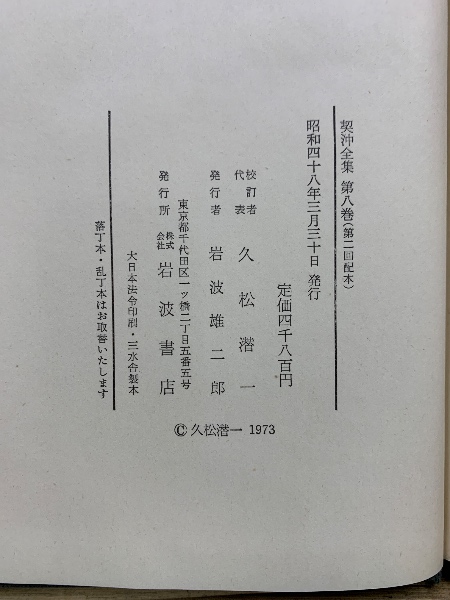 契沖全集 第八巻(第二回配本)
昭和四十八年三月三十日 発行
定価四千八百円
校訂者代表 久松潜一
発行者 岩波雄二郎
東京都千代田区一ッ橋二丁目五番五号
発行所 株式会社 岩波書店
大日本法令印刷・三水舎製本
落丁本・乱丁本はお取替いたします
© 久松潜一 1973